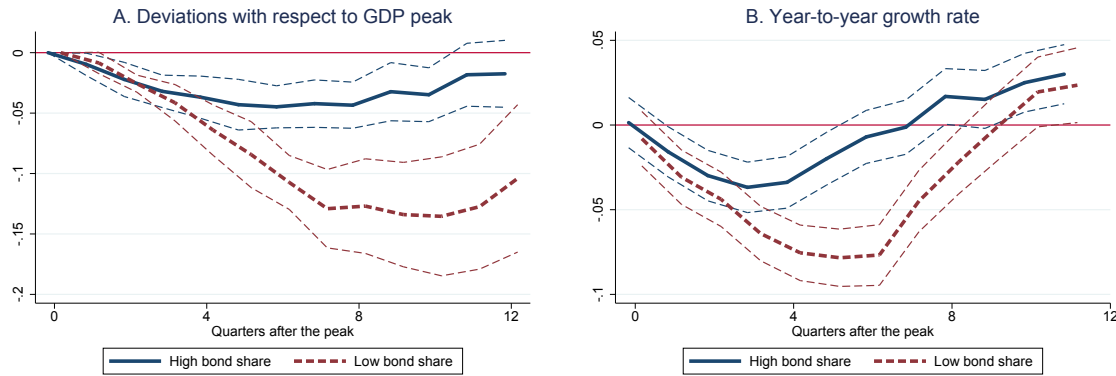 A. Deviations with respect to GDP peak
0
-.05
-.1
-.15
-.2
0 4 8 12
Quarters after the peak
High bond share Low bond share
B. Year-to-year growth rate
.05
0
-.05
-.1
0 4 8 12
Quarters after the peak
High bond share Low bond share